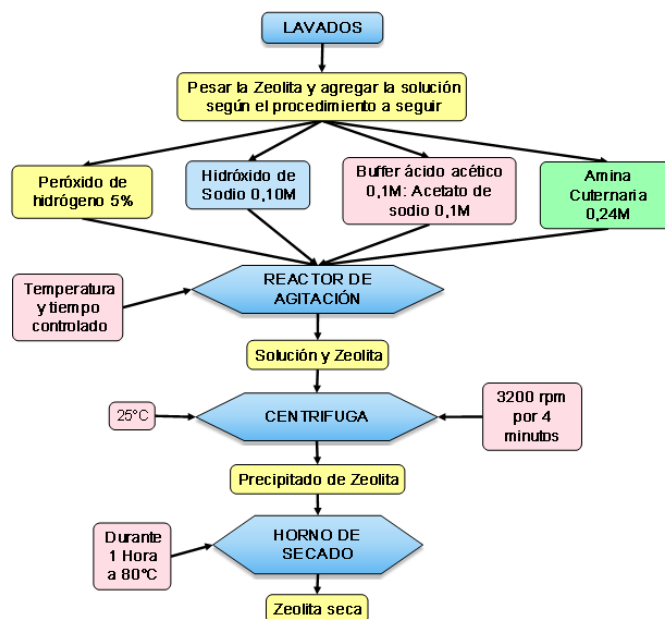 LAVADOS
Pesar la Zeolita y agregar la solución
según el procedimiento a seguir
Peróxido de
hidrógeno 5%
Hidróxido de
Sodio 0,10M
Buffer ácido acético
0,1M: Acetato de
sodio 0,1M
Amina
Cuternaria
0,24M
REACTOR DE
AGITACIÓN
Temperatura
y tiempo
controlado
Solución y Zeolita
25°C
CENTRIFUGA
3200 rpm
por 4
minutos
Precipitado de Zeolita
Durante
1 Hora
a 80°C
HORNO DE
SECADO
Zeolita seca